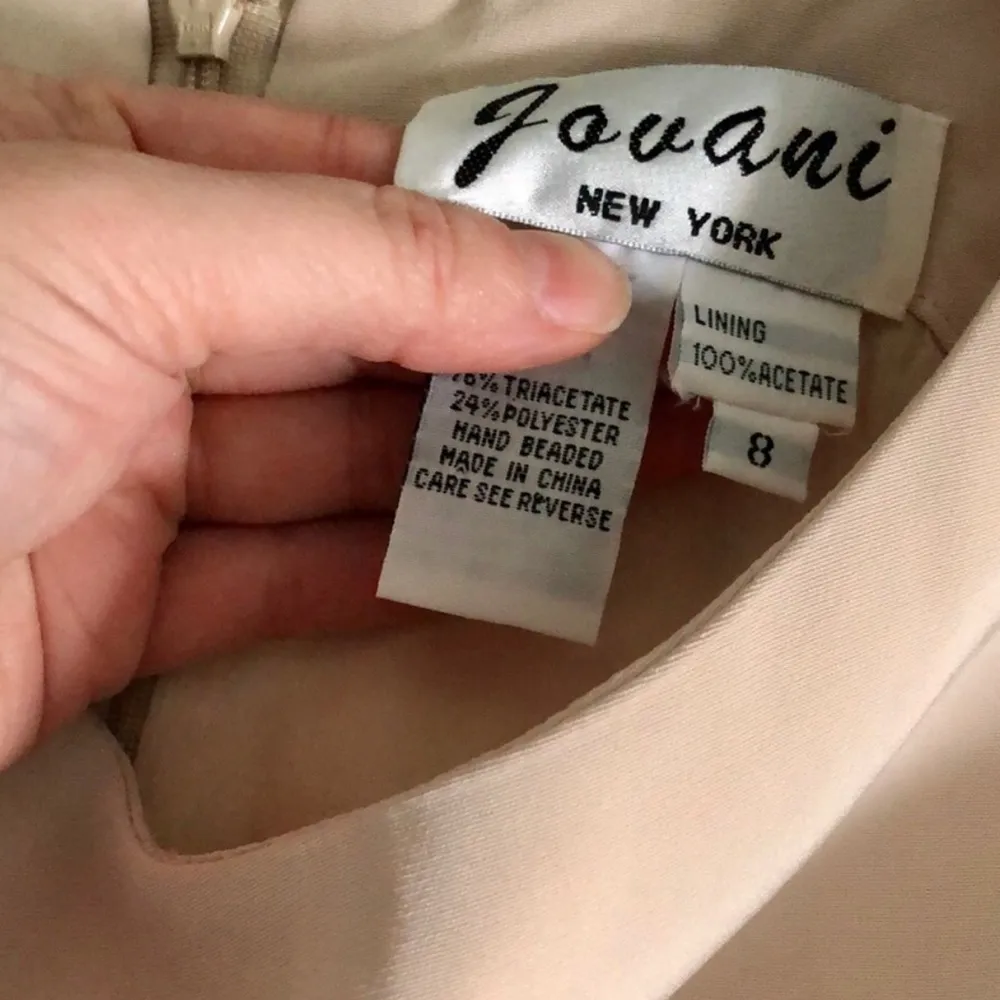 Jovani
NEW YORK
LINING
100%ACETATE
8
76%TRIACETATE
24%POLYESTER
HAND BEADED
MADE IN CHINA
CARE SEE REVERSE